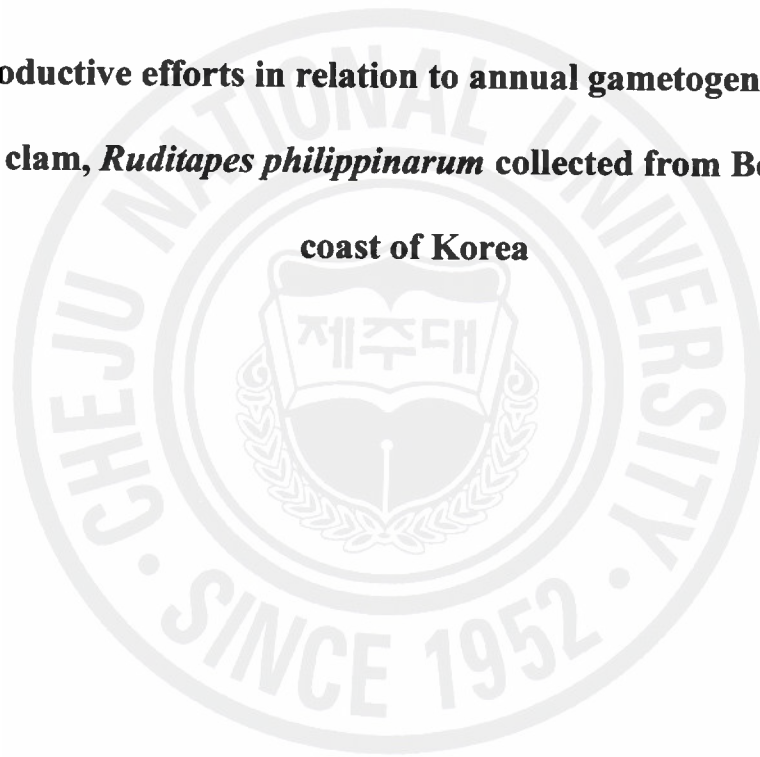 oductive efforts in relation to annual gametogen
clam, Ruditapes philippinarum collected from Bo
coast of Korea
CHEJU NATIONAL UNIVERSITY
제주대
SINCE 1952